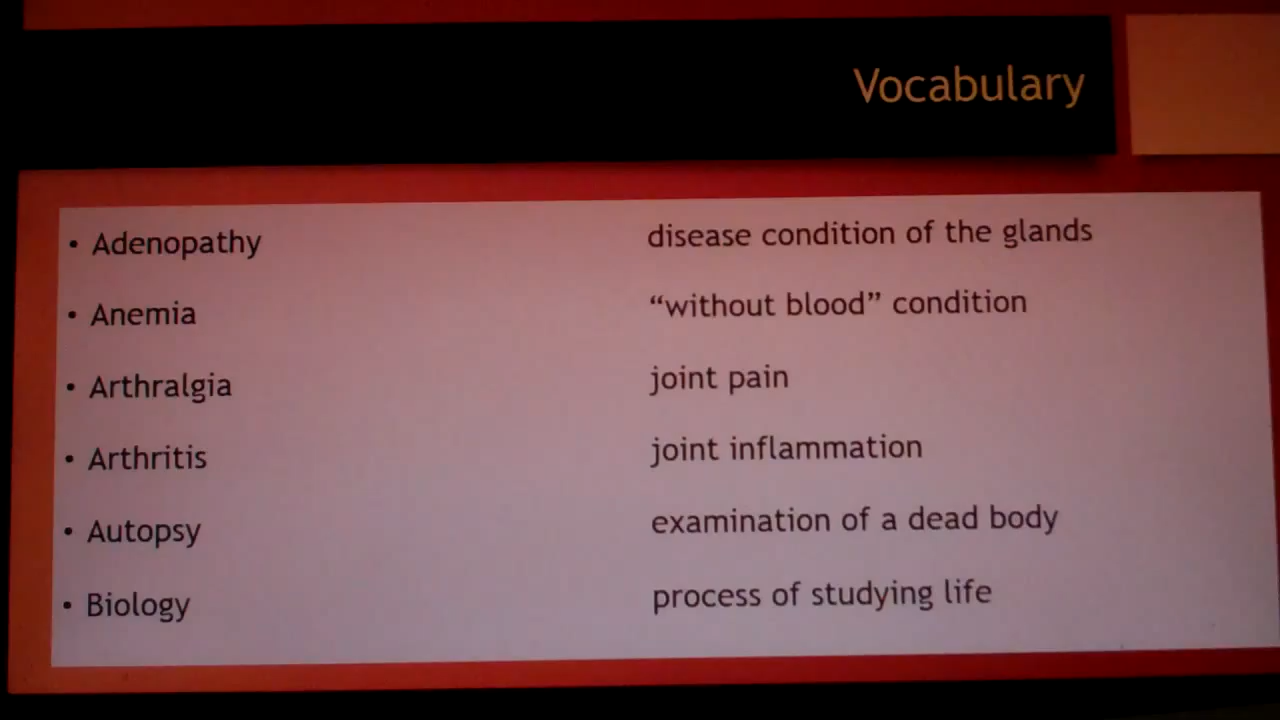 Vocabulary
• Adenopathy disease condition of the glands
• Anemia “without blood” condition
• Arthralgia joint pain
• Arthritis joint inflammation
• Autopsy examination of a dead body
• Biology process of studying life